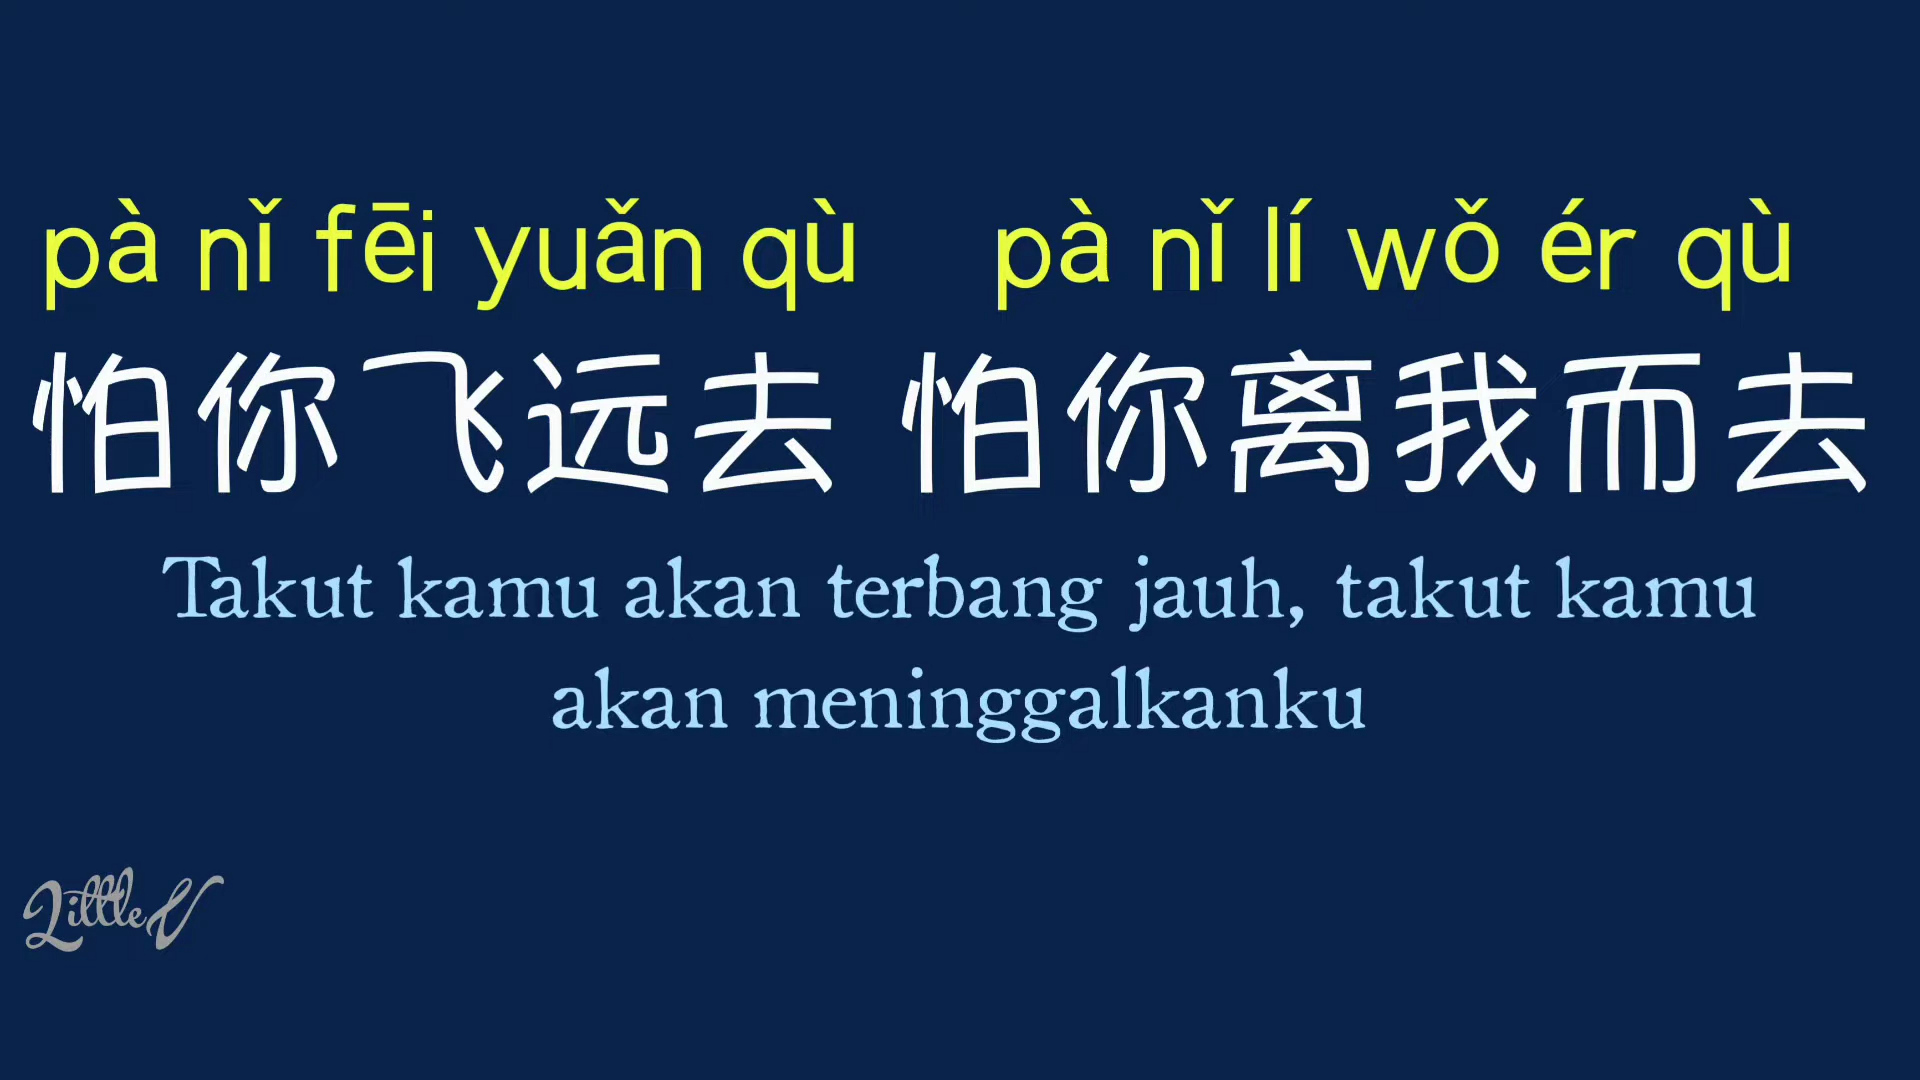 pà nǐ fēi yuǎn qù pà nǐ lí wǒ ér qù
怕你飞远去 怕你离我而去
Takut kamu akan terbang jauh, takut kamu
akan meninggalkanku
Little V